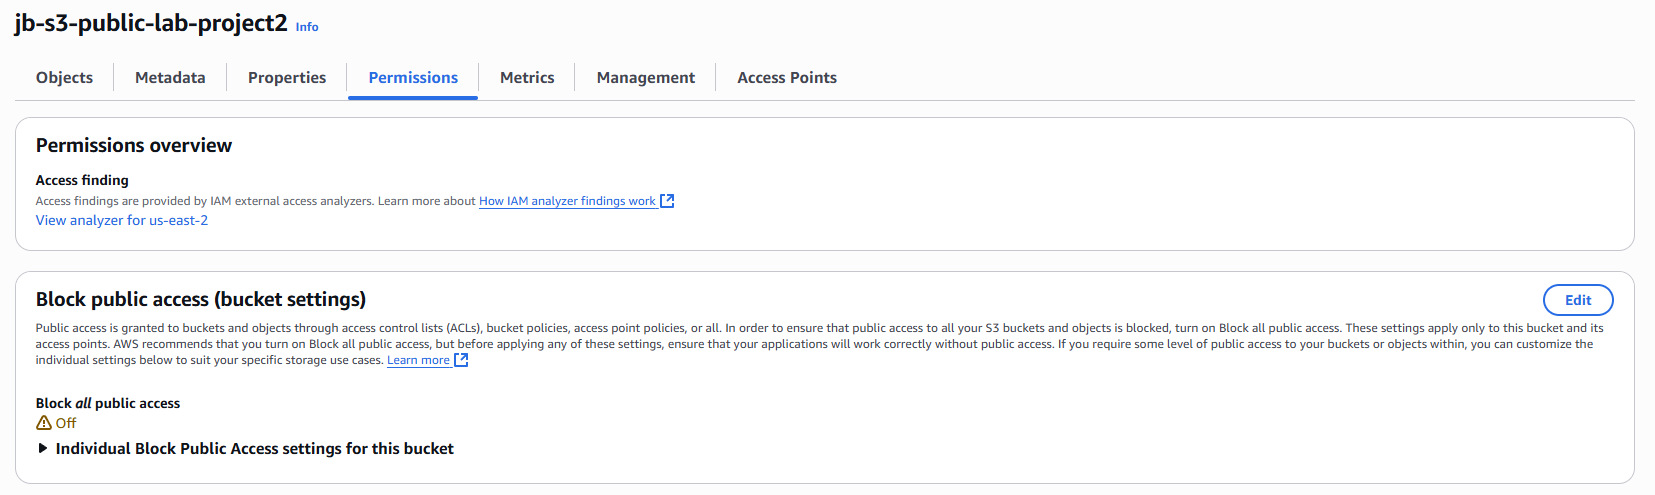 jb-s3-public-lab-project2 Info
Objects Metadata Properties Permissions Metrics Management Access Points
Permissions overview
Access finding
Access findings are provided by IAM external access analyzers. Learn more about How IAM analyzer findings work
View analyzer for us-east-2
Block public access (bucket settings) Edit
Public access is granted to buckets and objects through access control lists (ACLs), bucket policies, access point policies, or all. In order to ensure that public access to all your S3 buckets and objects is blocked, turn on Block all public access. These settings apply only to this bucket and its
access points. AWS recommends that you turn on Block all public access, but before applying any of these settings, ensure that your applications will work correctly without public access. If you require some level of public access to your buckets or objects within, you can customize the
individual settings below to suit your specific storage use cases. Learn more
Block all public access
Off
Individual Block Public Access settings for this bucket